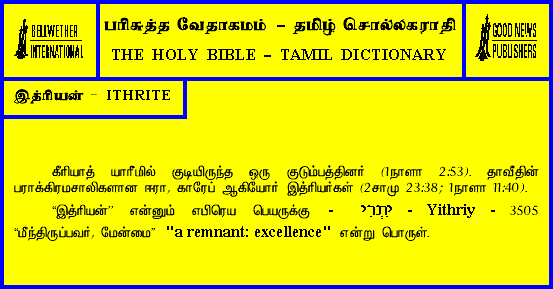 BELLWETHER
INTERNATIONAL
பரிசுத்த வேதாகமம் – தமிழ் சொல்லகராதி
THE HOLY BIBLE – TAMIL DICTIONARY
GOOD NEWS
PUBLISHERS
இத்ரியன் – ITHRITE
கீரியாத் யாரீமில் குடியிருந்த ஒரு குடும்பத்தினர் (1நாளா 2:53). தாவீதின்
பராக்கிரமசாலிகளான ஈரா, காரேப் ஆகியோர் இத்ரியர்கள் (2சாமு 23:38; 1நாளா 11:40).
“இத்ரியன்” என்னும் எபிரெய பெயருக்கு - יִתְרִי - Yithriy - 3505
“மீந்திருப்பவர், மேன்மை” "a remnant: excellence" என்று பொருள்.